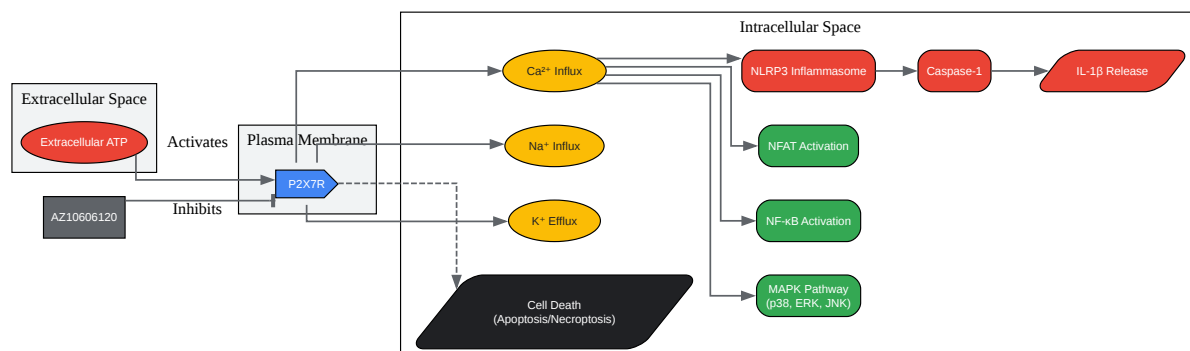 Intracellular Space
Extracellular Space
Extracellular ATP
Activates
Plasma Membrane
P2X7R
AZ10606120
Inhibits
Ca²⁺ Influx
Na⁺ Influx
K⁺ Efflux
Cell Death
(Apoptosis/Necroptosis)
NLRP3 Inflammasome
Caspase-1
IL-1β Release
NFAT Activation
NF-κB Activation
MAPK Pathway
(p38, ERK, JNK)